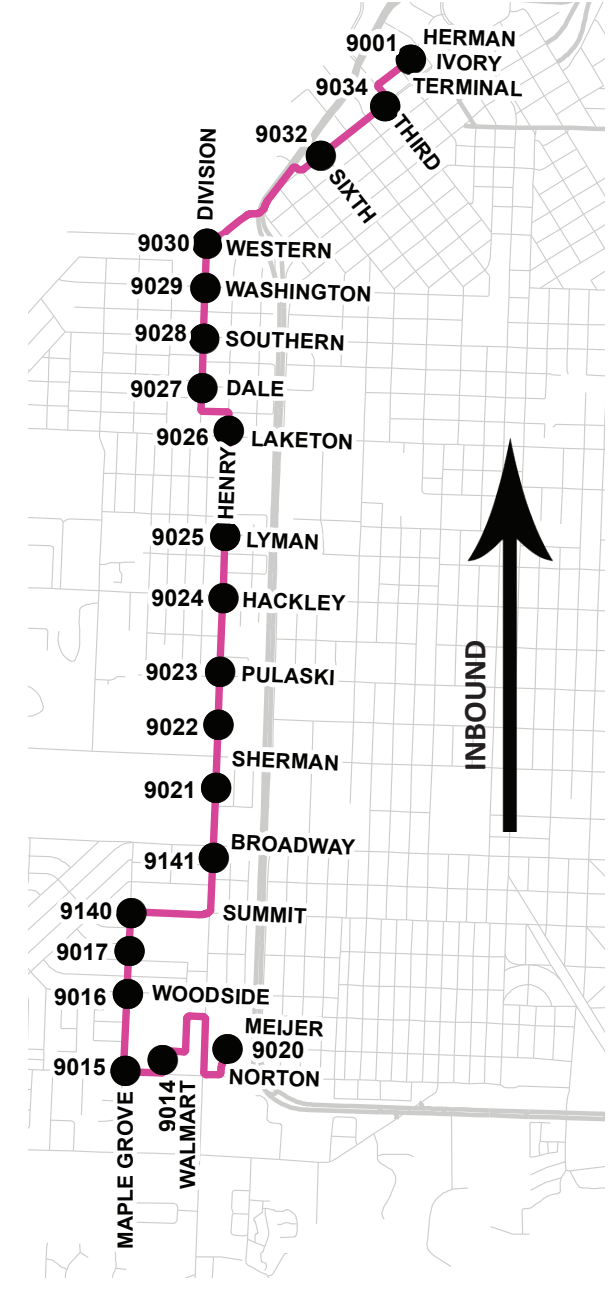 HERMAN
9001
IVORY
TERMINAL
9034
THIRD
9032
SIXTH
DIVISION
9030 WESTERN
9029 WASHINGTON
9028 SOUTHERN
9027 DALE
9026 LAKETON
HENRY
9025 LYMAN
9024 HACKLEY
9023 PULASKI
9022
SHERMAN
9021
BROADWAY
9141
9140 SUMMIT
9017
9016 WOODSIDE
MEIJER
9020
9015
NORTON
9014
WALMART
MAPLE GROVE
INBOUND